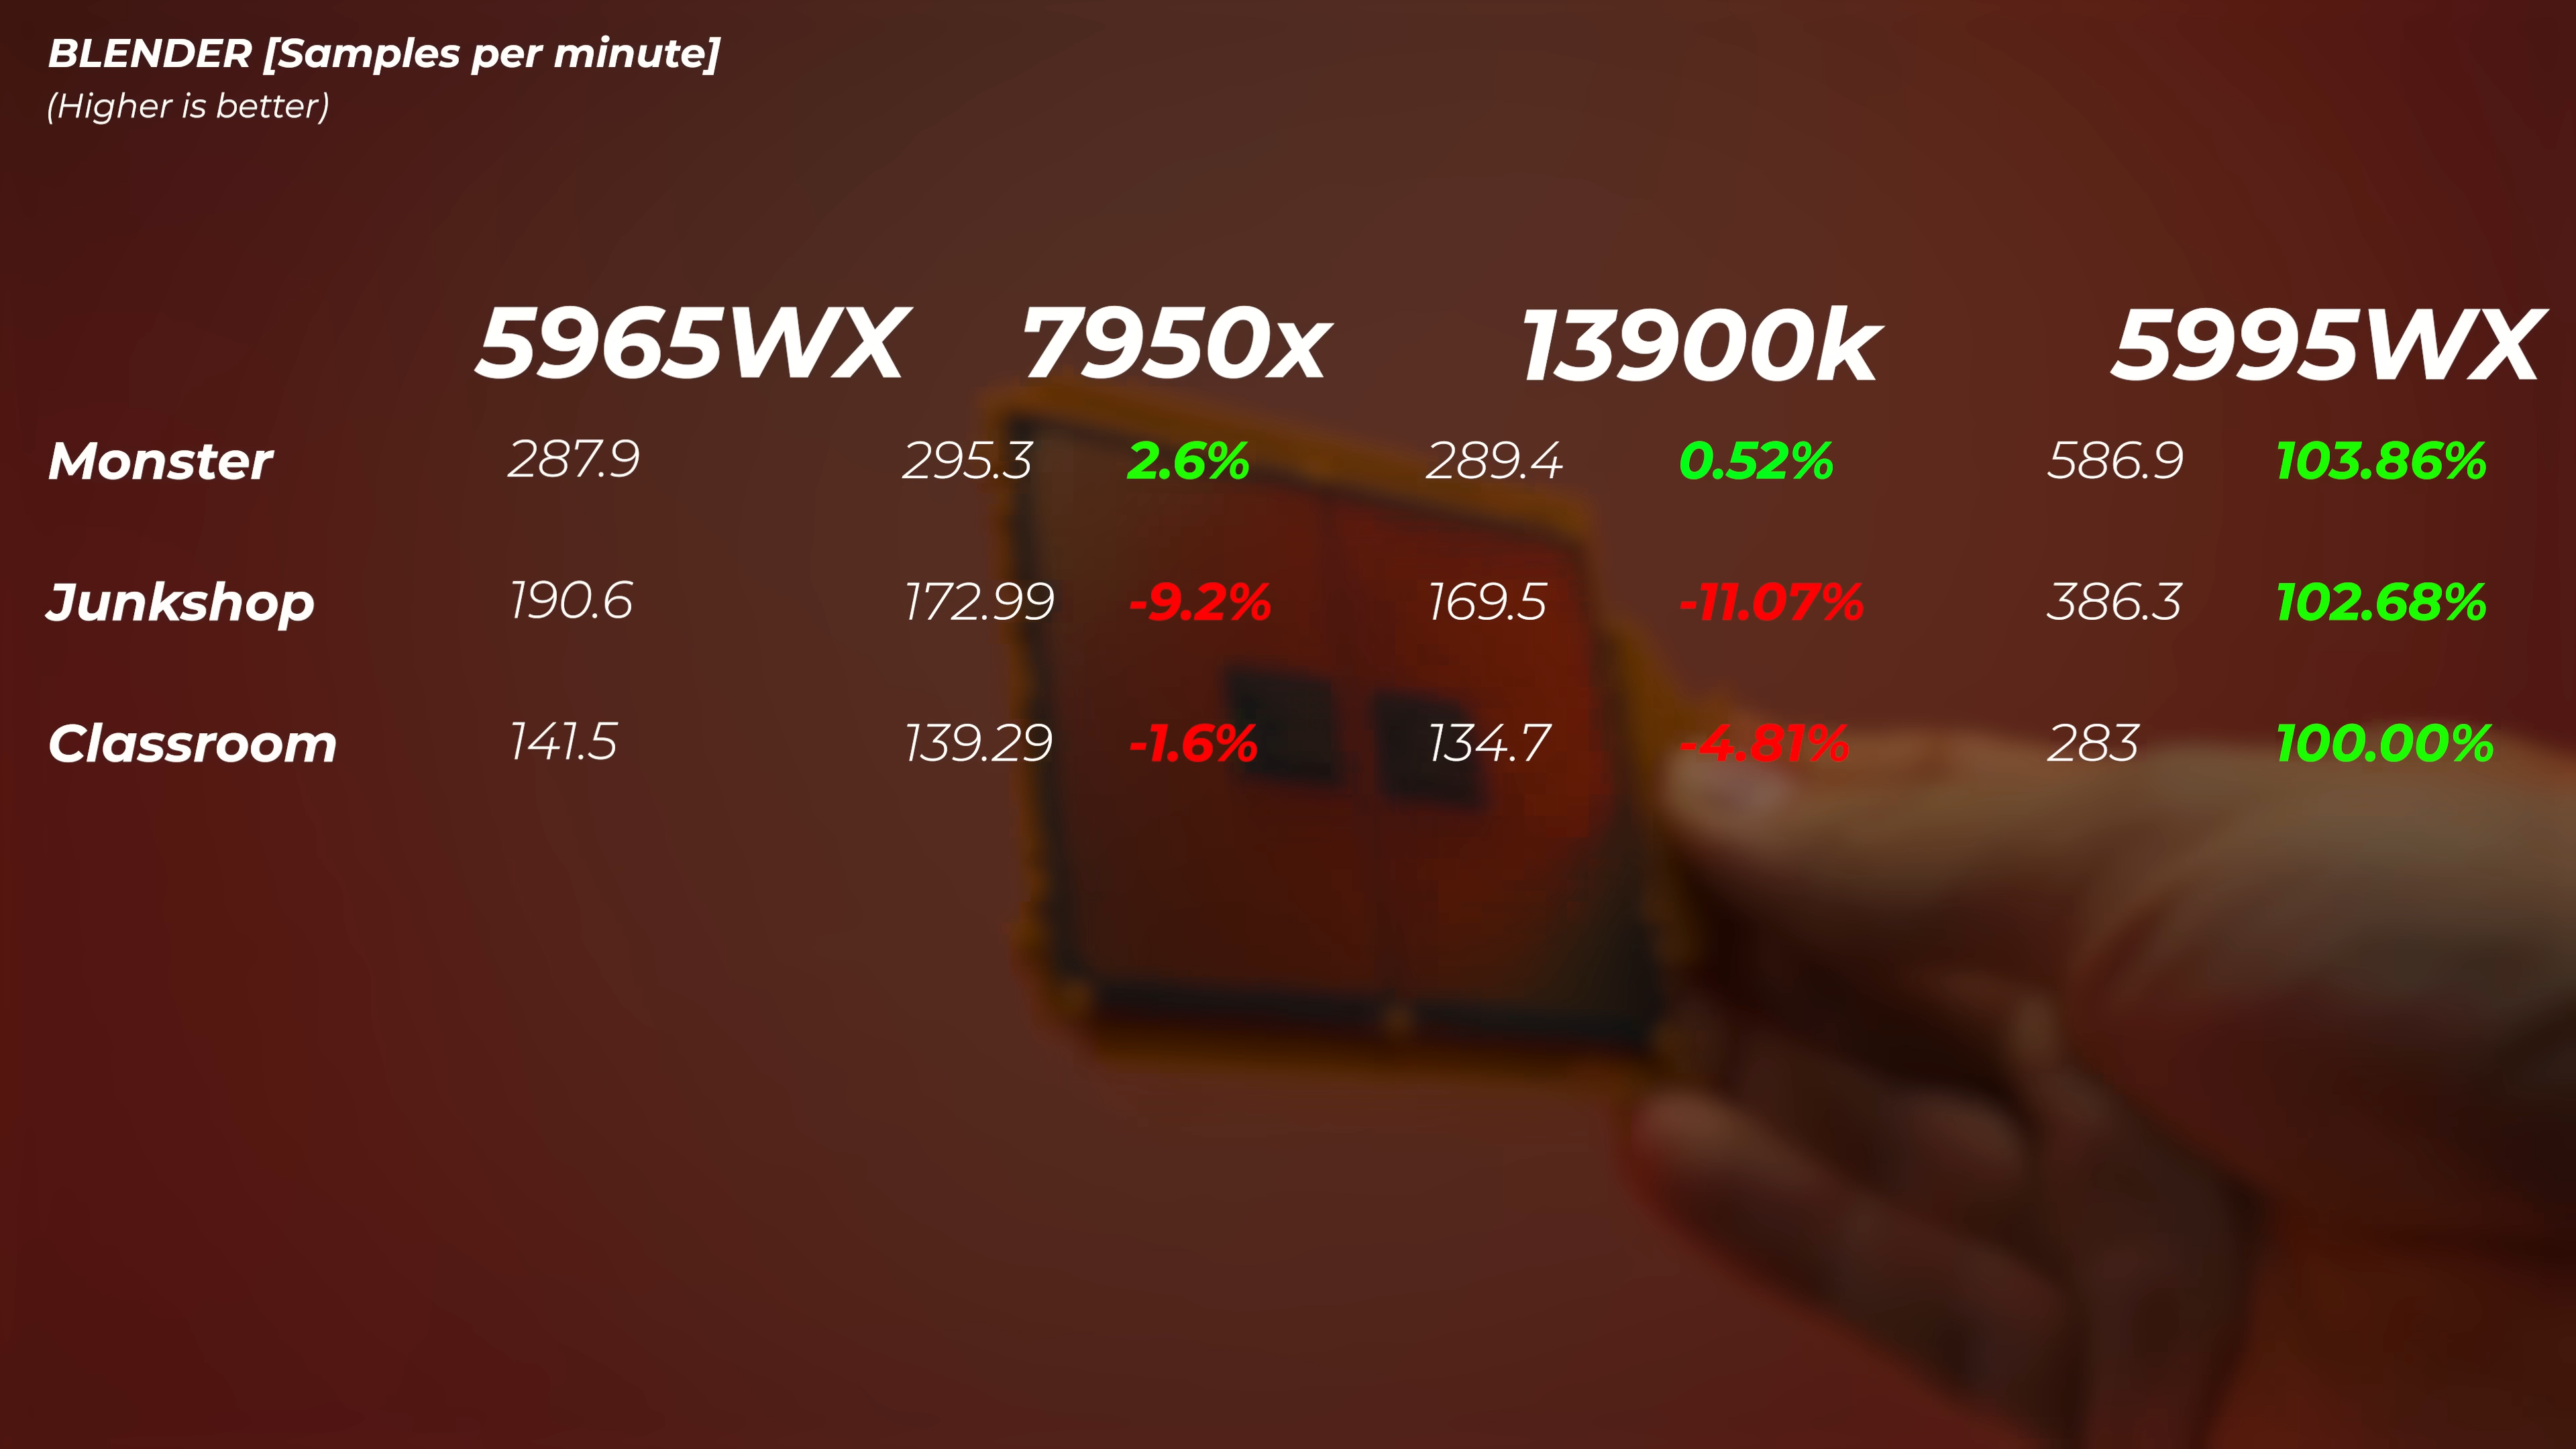 BLENDER [Samples per minute]
(Higher is better)
5965WX 7950x 13900k 5995WX
Monster 287.9 295.3 2.6% 289.4 0.52% 586.9 103.86%
Junkshop 190.6 172.99 -9.2% 169.5 -11.07% 386.3 102.68%
Classroom 141.5 139.29 -1.6% 134.7 -4.81% 283 100.00%